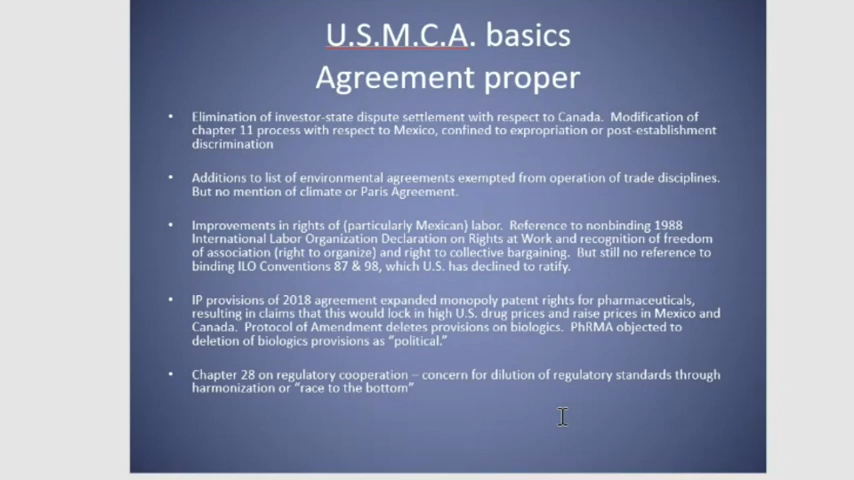 U.S.M.C.A. basics
Agreement proper
• Elimination of investor-state dispute settlement with respect to Canada. Modification of
chapter 11 process with respect to Mexico, confined to expropriation or post-establishment
discrimination
• Additions to list of environmental agreements exempted from operation of trade disciplines.
But no mention of climate or Paris Agreement.
• Improvements in rights of (particularly Mexican) labor. Reference to nonbinding 1988
International Labor Organization Declaration on Rights at Work and recognition of freedom
of association (right to organize) and right to collective bargaining. But still no reference to
binding ILO Conventions 87 & 98, which U.S. has declined to ratify.
• IP provisions of 2018 agreement expanded monopoly patent rights for pharmaceuticals,
resulting in claims that this would lock in high U.S. drug prices and raise prices in Mexico and
Canada. Protocol of Amendment deletes provisions on biologics. PhRMA objected to
deletion of biologics provisions as “political.”
• Chapter 28 on regulatory cooperation – concern for dilution of regulatory standards through
harmonization or “race to the bottom”